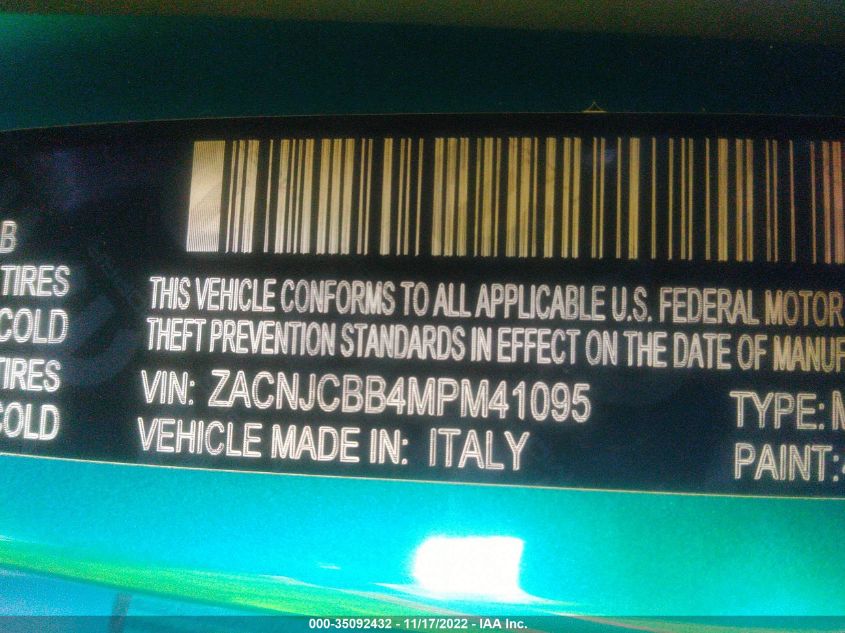 B
TIRES
COLD
TIRES
COLD
THIS VEHICLE CONFORMS TO ALL APPLICABLE U.S. FEDERAL MOTOR
THEFT PREVENTION STANDARDS IN EFFECT ON THE DATE OF MANUF
VIN: ZACNJCBB4MPM41095
TYPE: M
VEHICLE MADE IN: ITALY
PAINT:4
000-35092432 - 11/17/2022 - IAA Inc.